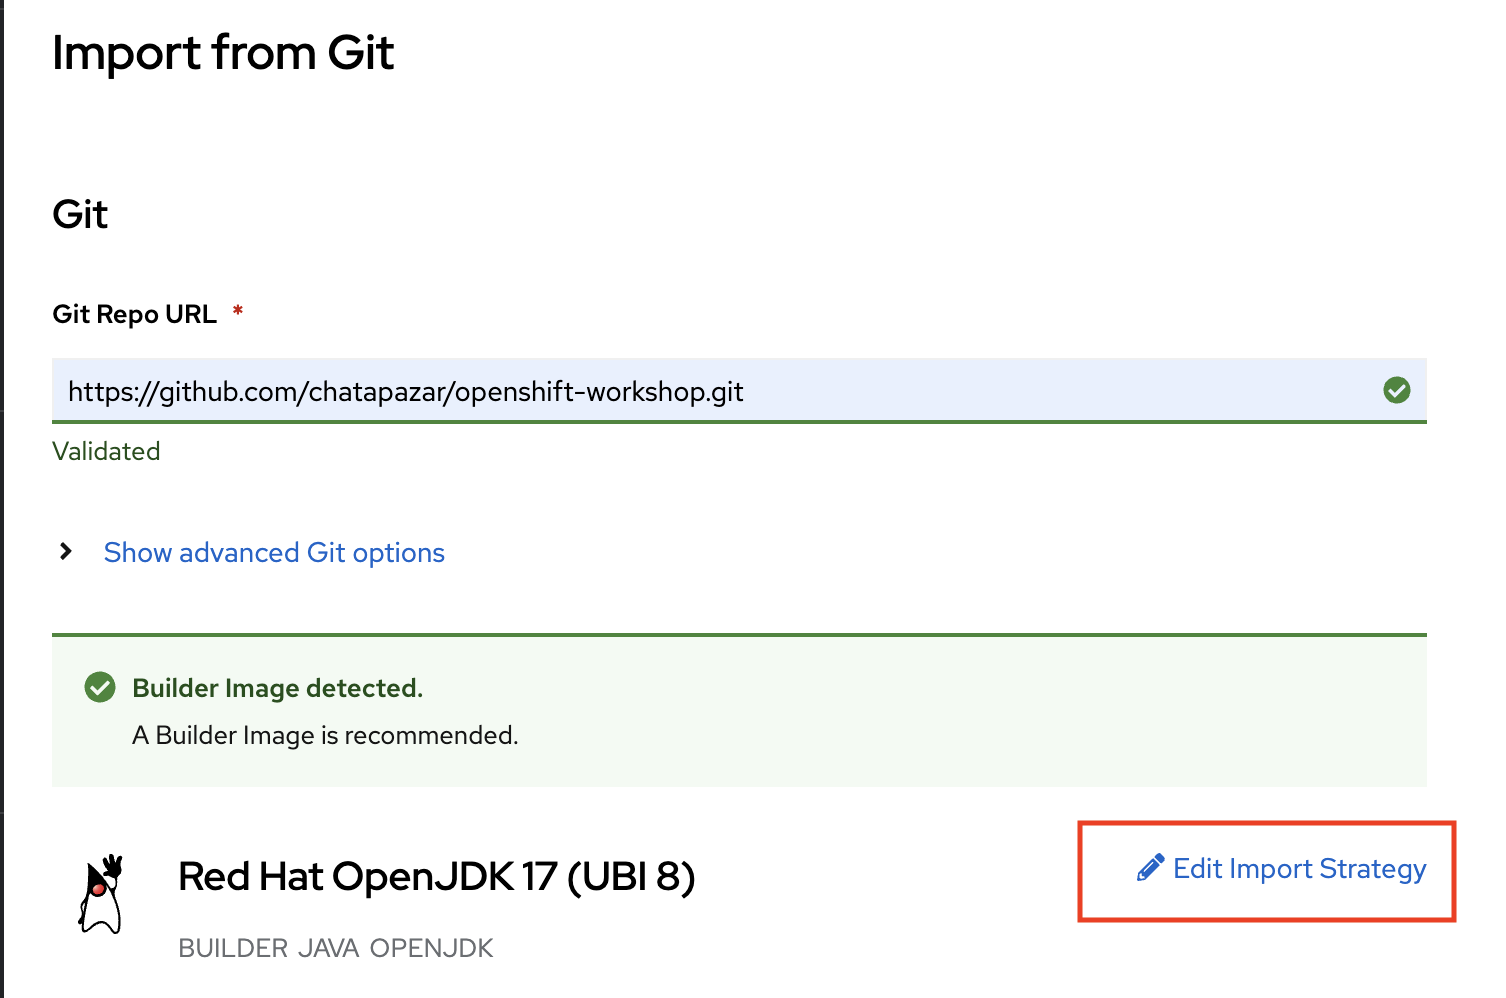 Import from Git
Git
Git Repo URL *
https://github.com/chatapazar/openshift-workshop.git
Validated
Show advanced Git options
Builder Image detected.
A Builder Image is recommended.
Red Hat OpenJDK 17 (UBI 8)
Edit Import Strategy
BUILDER JAVA OPENJDK